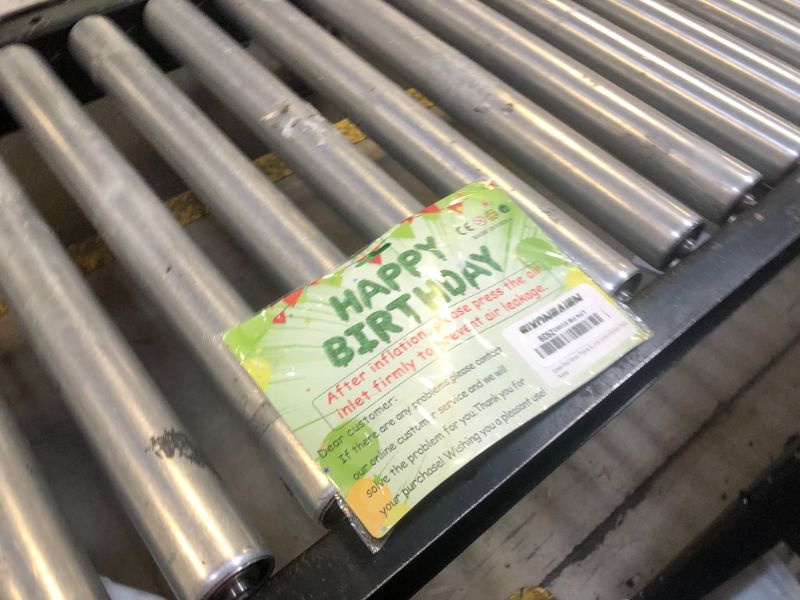 CE
HAPPY
BIRTHDAY
After inflation, please press the air
inlet firmly to prevent air leakage.
Dear customer:
If there are any problems,please contact
our online customer service and we will
solve the problem for you.Thank you for
your purchase! Wishing you a pleasant use!